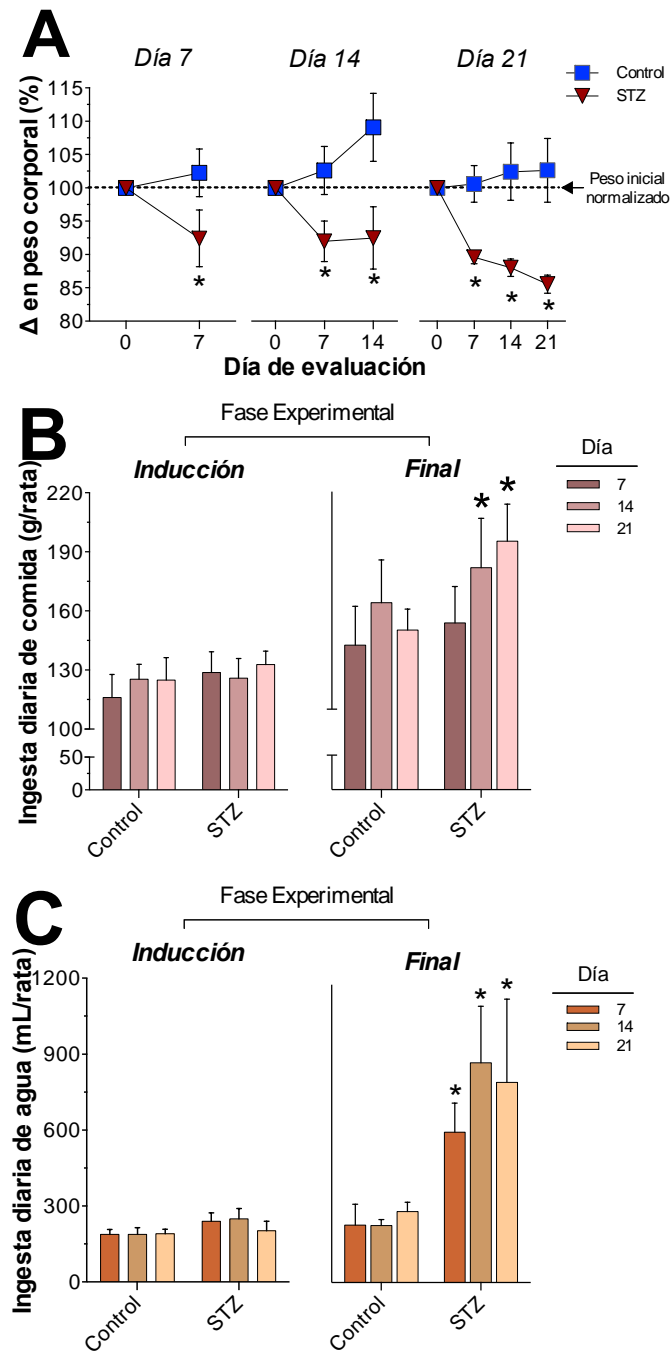 A
Día 7
Día 14
Día 21
Control
STZ
Δ en peso corporal (%)
115
110
105
100
95
90
85
80
Peso inicial
normalizado
*
* *
* * *
0 7
0 7 14
0 7 14 21
Día de evaluación
B
Fase Experimental
Inducción
Final
Día
7
14
21
Ingesta diaria de comida (g/rata)
220
190
160
130
100
50
0
* *
Control
STZ
Control
STZ
C
Fase Experimental
Inducción
Final
Día
7
14
21
Ingesta diaria de agua (mL/rata)
1200
900
600
300
0
* * *
Control
STZ
Control
STZ